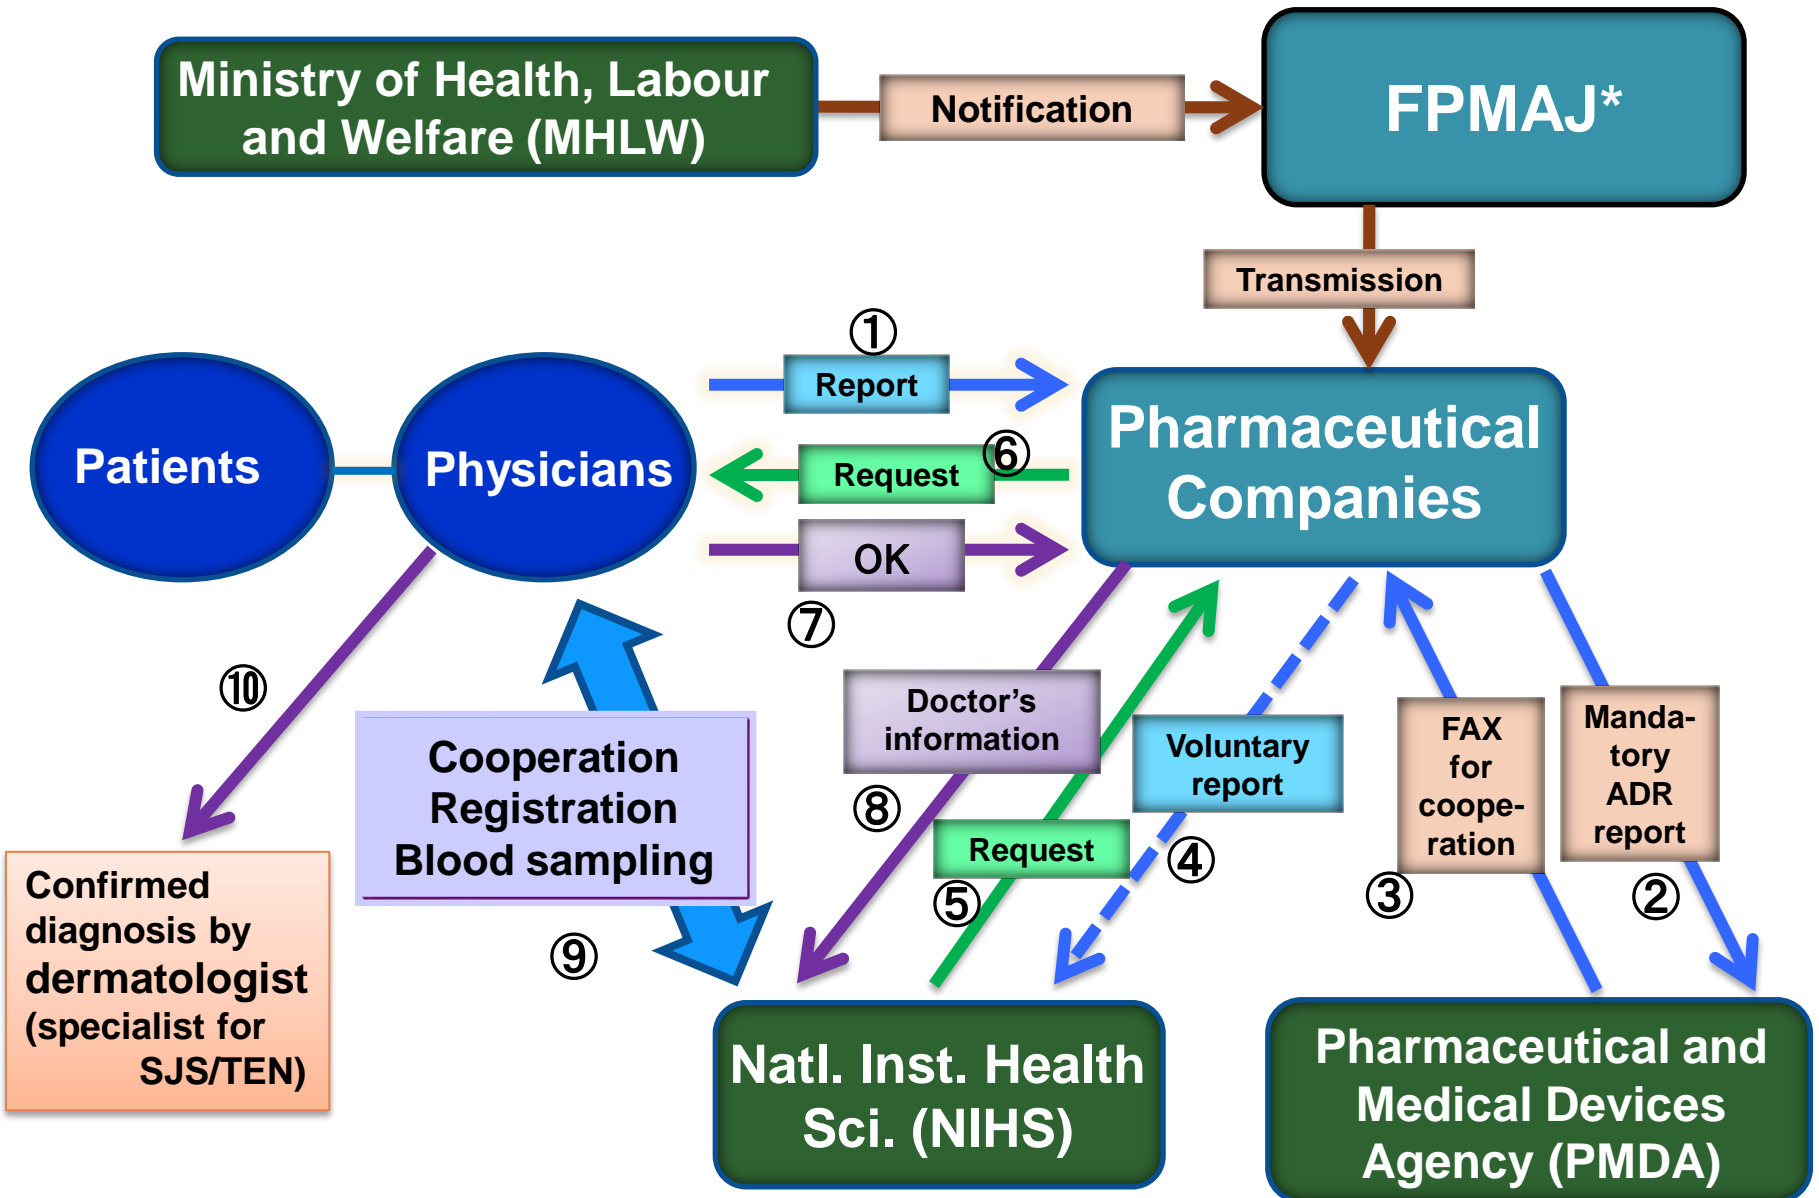 Ministry of Health, Labour
and Welfare (MHLW)
Notification
FPMAJ*
Transmission
①
Report
Patients
Physicians
⑥
Request
Pharmaceutical
Companies
OK
⑦
⑩
Cooperation
Registration
Blood sampling
⑨
Doctor's
information
⑧
Request
⑤
Voluntary
report
④
FAX
for
coope-
ration
③
Manda-
tory
ADR
report
②
Confirmed
diagnosis by
dermatologist
(specialist for
SJS/TEN)
Natl. Inst. Health
Sci. (NIHS)
Pharmaceutical and
Medical Devices
Agency (PMDA)